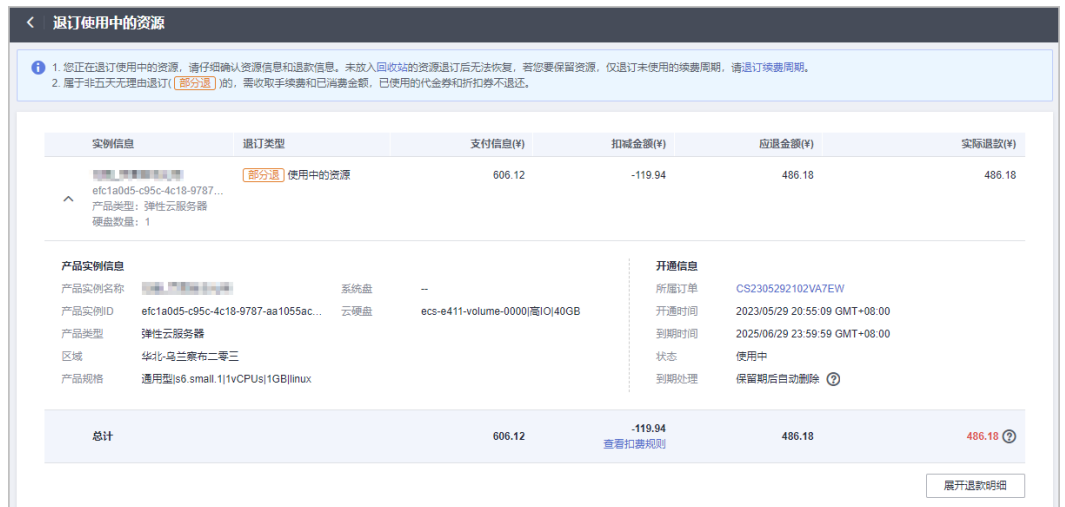 退订使用中的资源
1. 您正在退订使用中的资源，请仔细确认资源信息和退款信息。未放入回收站的资源退订后无法恢复，若您要保留资源，仅退订未使用的续费周期，请退订续费周期。
2. 属于非五天无理由退订( 部分退 )的，需收取手续费和已消费金额，已使用的代金券和折扣券不退还。
实例信息 退订类型 支付信息(¥) 扣减金额(¥) 应退金额(¥) 实际退款(¥)
部分退 使用中的资源 606.12 -119.94 486.18 486.18
efc1a0d5-c95c-4c18-9787...
产品类型：弹性云服务器
硬盘数量：1
产品实例信息 开通信息
产品实例名称 系统盘 -- 所属订单 CS2305292102VA7EW
产品实例ID efc1a0d5-c95c-4c18-9787-aa1055ac... 云硬盘 ecs-e411-volume-0000|高IO|40GB 开通时间 2023/05/29 20:55:09 GMT+08:00
产品类型 弹性云服务器 到期时间 2025/06/29 23:59:59 GMT+08:00
区域 华北-乌兰察布二零三 状态 使用中
产品规格 通用型|s6.small.1|1vCPUs|1GB|linux 到期处理 保留期后自动删除
总计 606.12 -119.94 486.18 486.18
查看扣费规则
展开退款明细